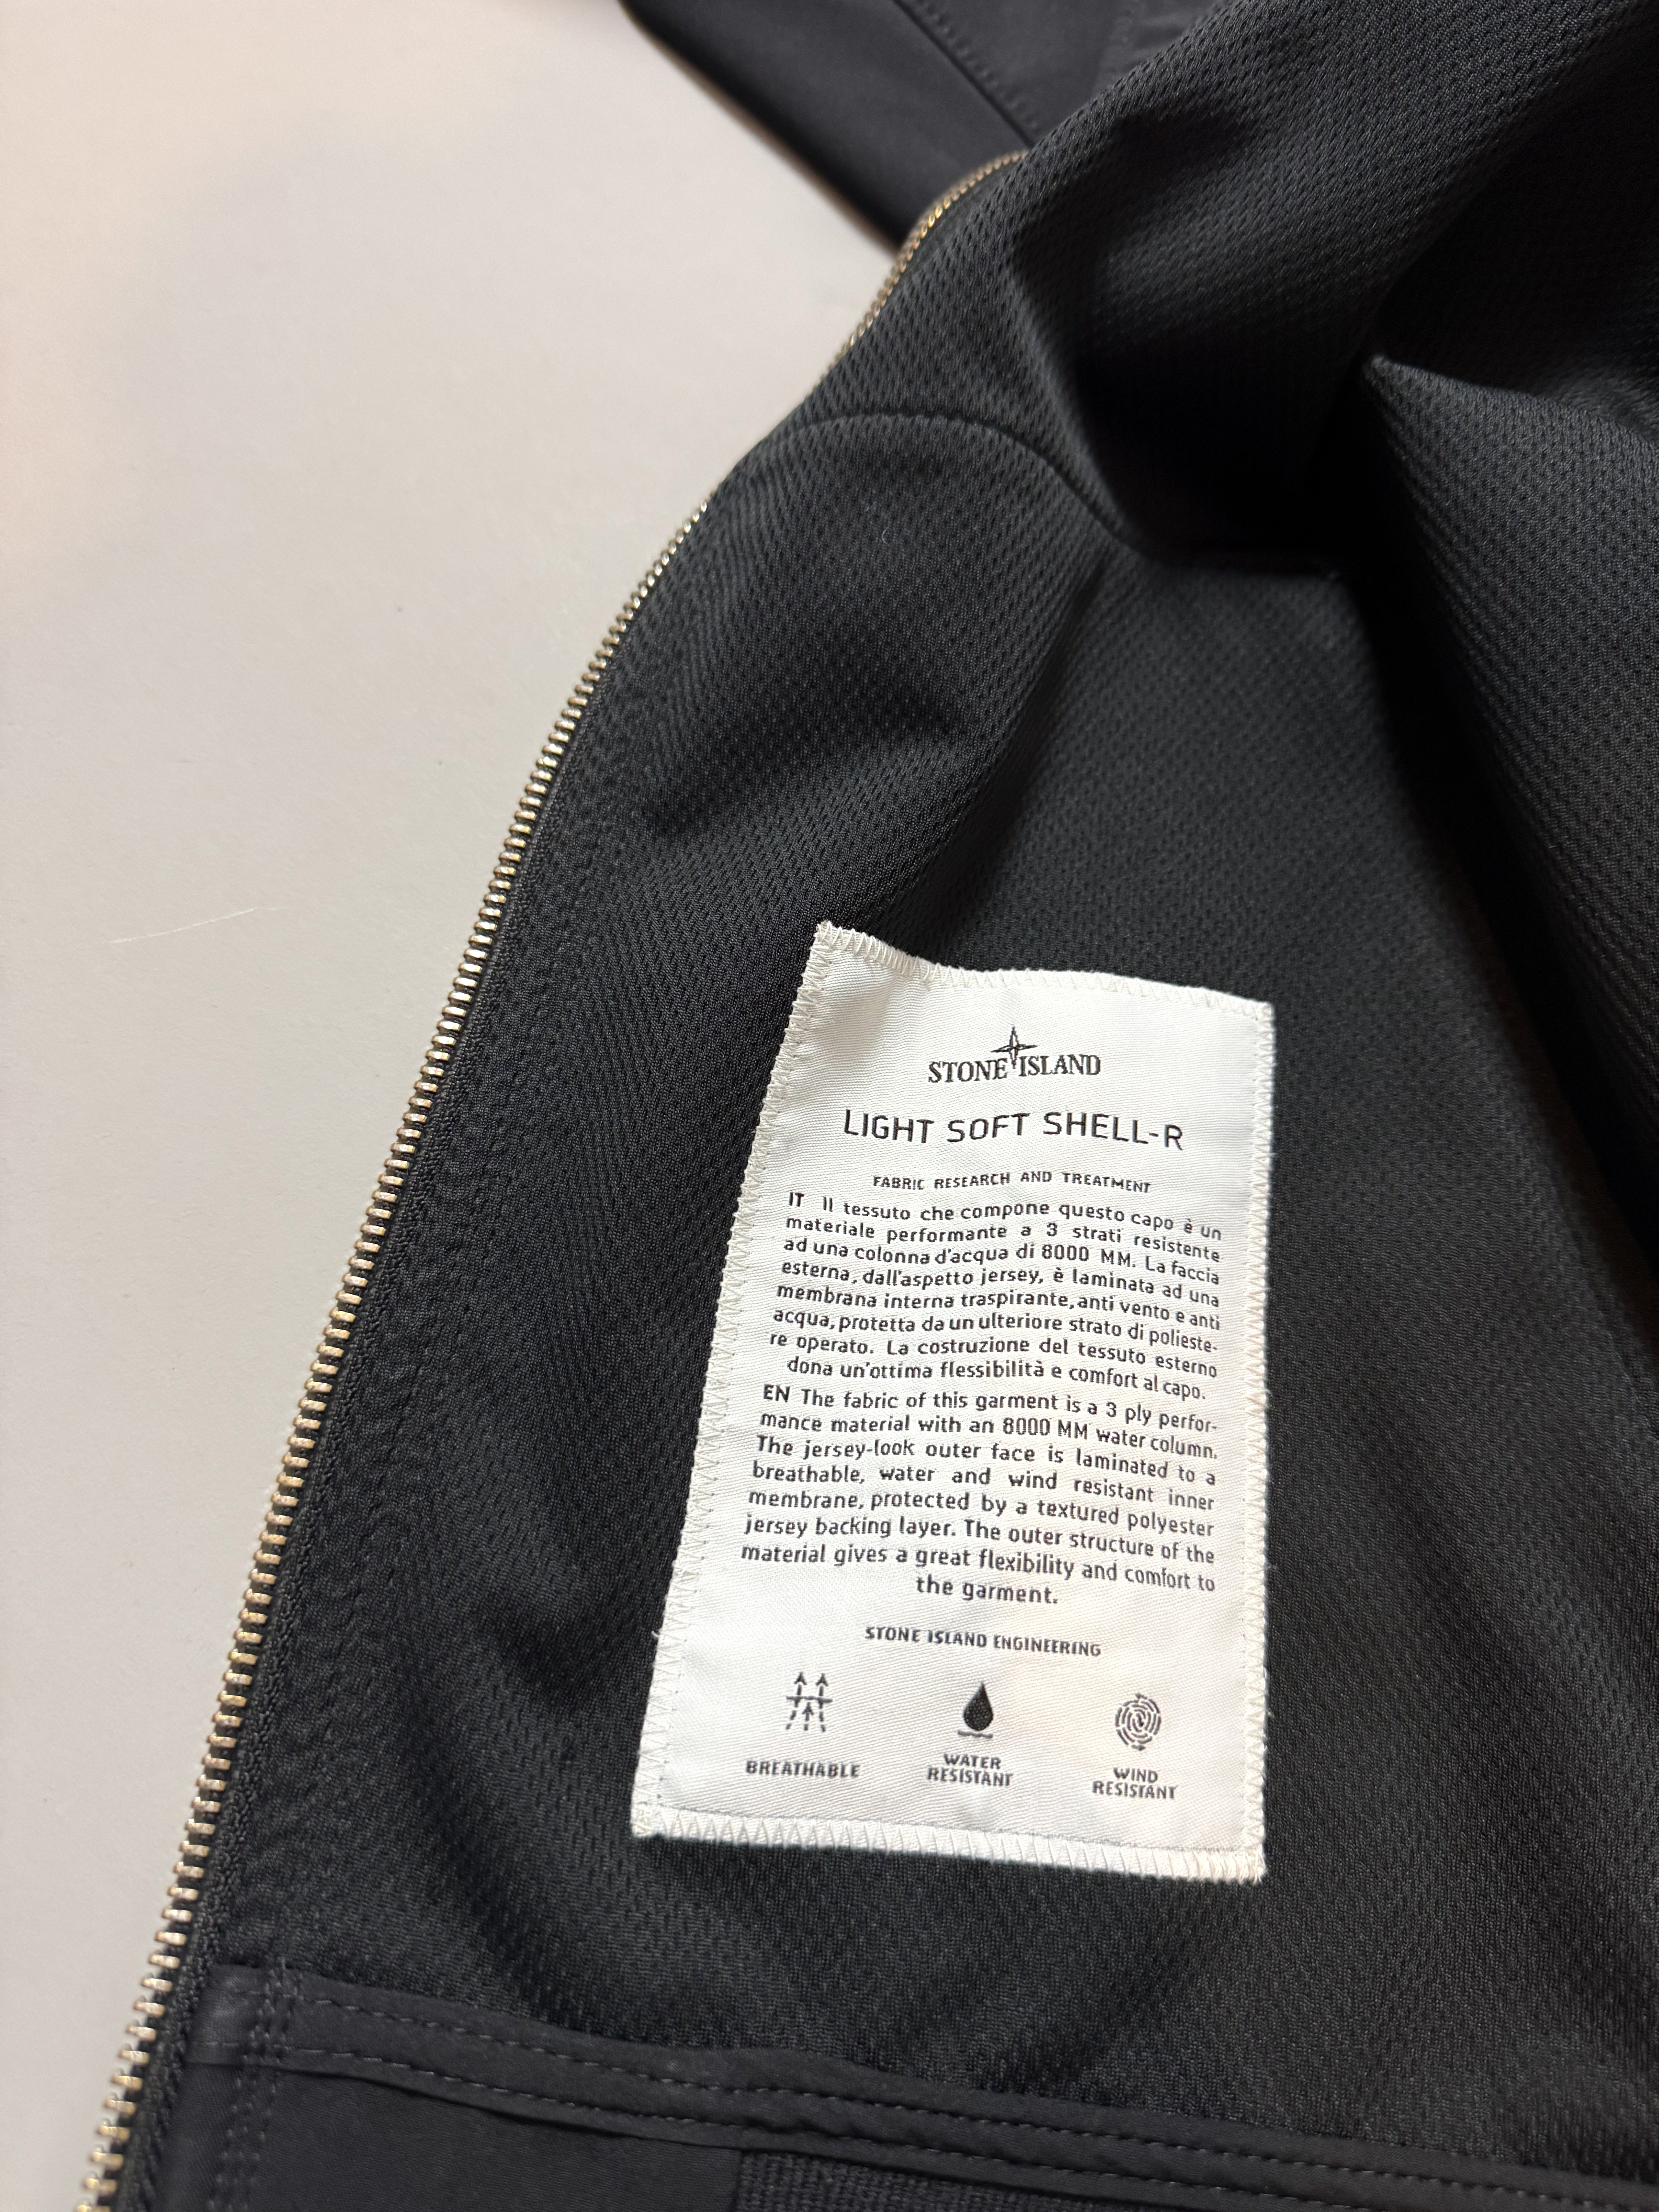 STONE ISLAND
LIGHT SOFT SHELL-R
FABRIC RESEARCH AND TREATMENT
IT Il tessuto che compone questo capo è un
materiale performante a 3 strati resistente
ad una colonna d'acqua di 8000 MM. La faccia
esterna, dall'aspetto jersey, è laminata ad una
membrana interna traspirante, anti vento e anti
acqua, protetta da un ulteriore strato di polieste-
re operato. La costruzione del tessuto esterno
dona un'ottima flessibilità e comfort al capo.
EN The fabric of this garment is a 3 ply perfor-
mance material with an 8000 MM water column.
The jersey-look outer face is laminated to a
breathable, water and wind resistant inner
membrane, protected by a textured polyester
jersey backing layer. The outer structure of the
material gives a great flexibility and comfort to
the garment.
STONE ISLAND ENGINEERING
BREATHABLE
WATER
RESISTANT
WIND
RESISTANT